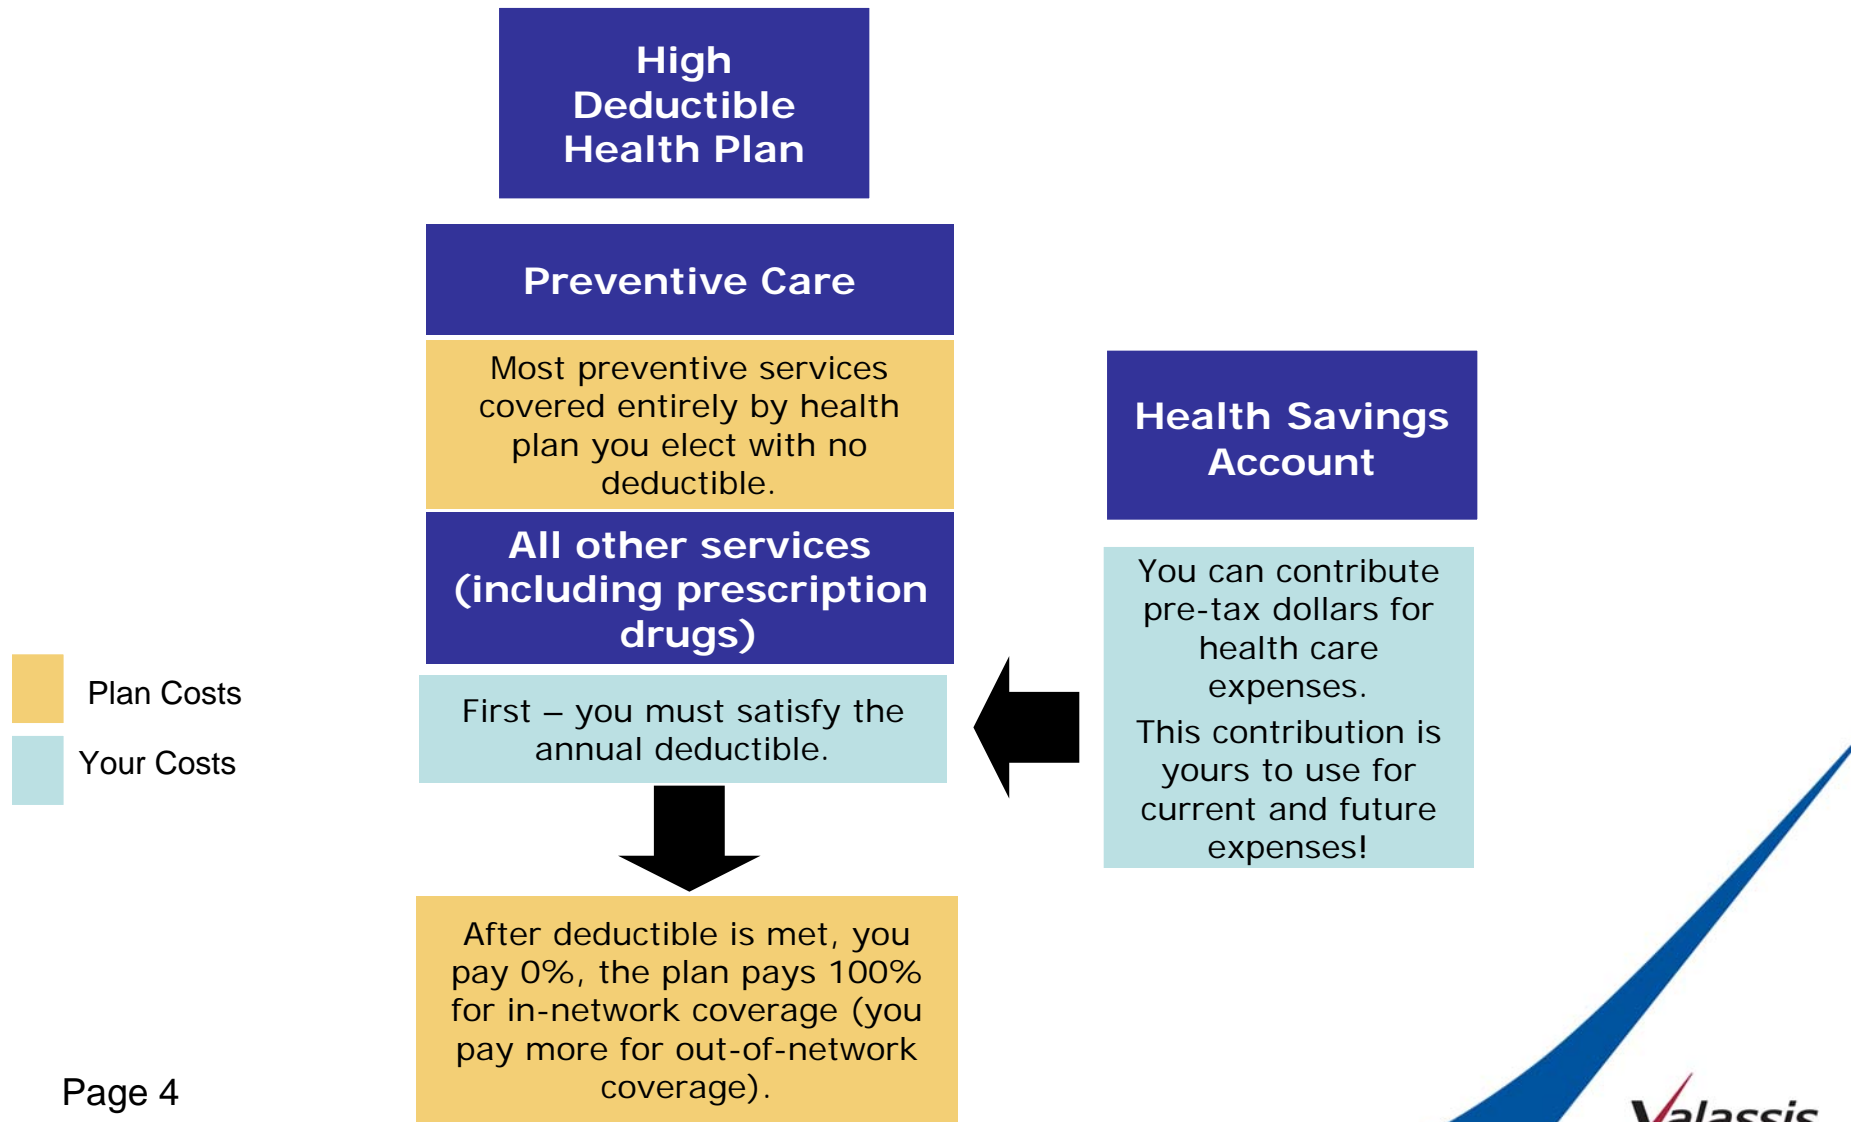 High
Deductible
Health Plan
Preventive Care
Most preventive services
covered entirely by health
plan you elect with no
deductible.
All other services
(including prescription
drugs)
First – you must satisfy the
annual deductible.
After deductible is met, you
pay 0%, the plan pays 100%
for in-network coverage (you
pay more for out-of-network
coverage).
Health Savings
Account
You can contribute
pre-tax dollars for
health care
expenses.
This contribution is
yours to use for
current and future
expenses!
Plan Costs
Your Costs
Page 4
Valassis